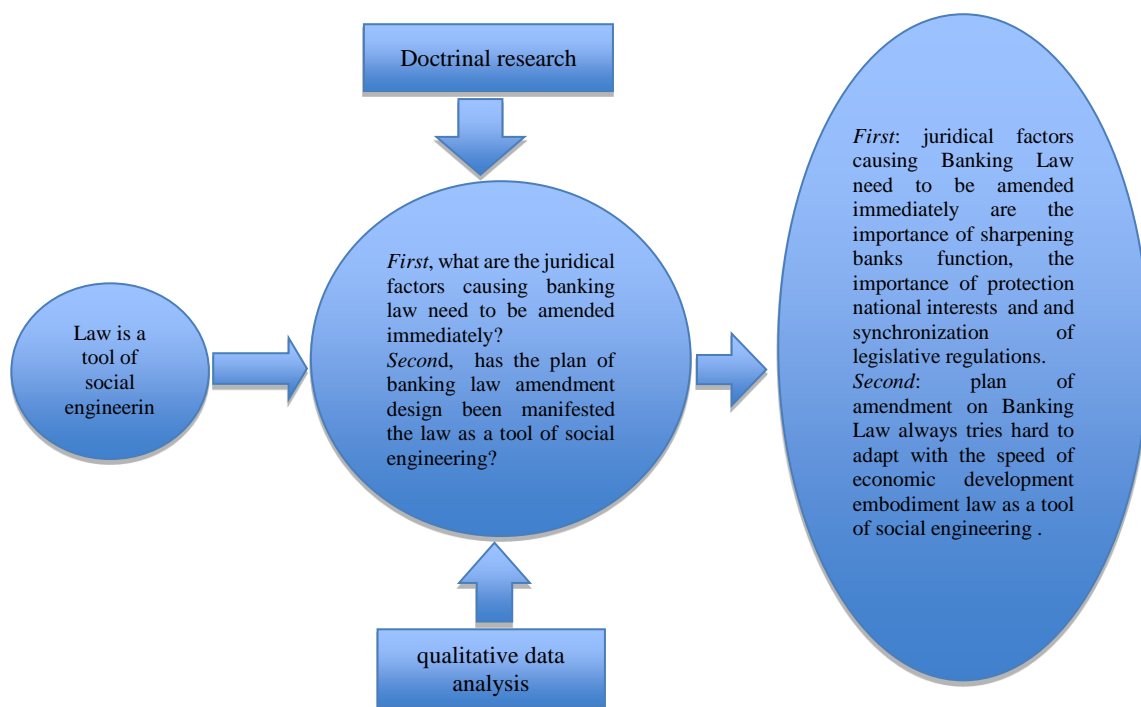 Doctrinal research
Law is a
tool of
social
engineerin
First, what are the juridical
factors causing banking
law need to be amended
immediately?
Second, has the plan of
banking law amendment
design been manifested
the law as a tool of social
engineering?
qualitative data
analysis
First: juridical factors
causing Banking Law
need to be amended
immediately are the
importance of sharpening
banks function, the
importance of protection
national interests and and
synchronization of
legislative regulations.
Second: plan of
amendment on Banking
Law always tries hard to
adapt with the speed of
economic development
embodiment law as a tool
of social engineering .